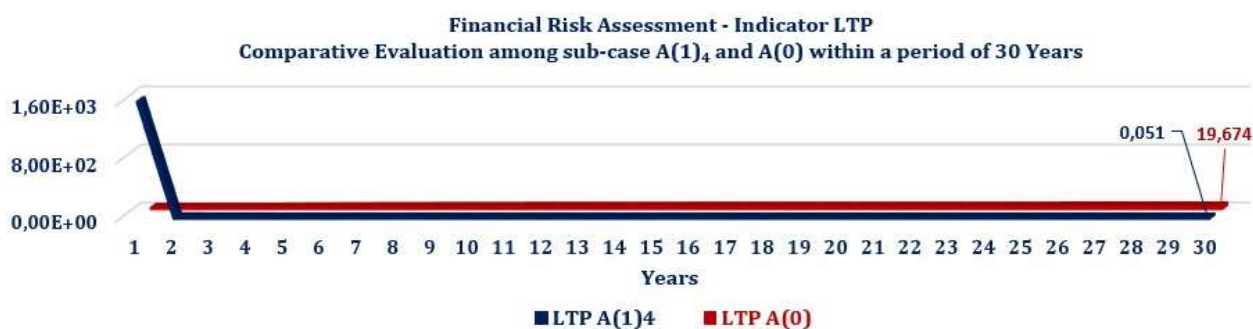 Financial Risk Assessment - Indicator LTP
Comparative Evaluation among sub-case A(1)₄ and A(0) within a period of 30 Years
1,60E+03
8,00E+02
0,00E+00
0,051
19,674
1 2 3 4 5 6 7 8 9 10 11 12 13 14 15 16 17 18 19 20 21 22 23 24 25 26 27 28 29 30
Years
LTP A(1)4 LTP A(0)